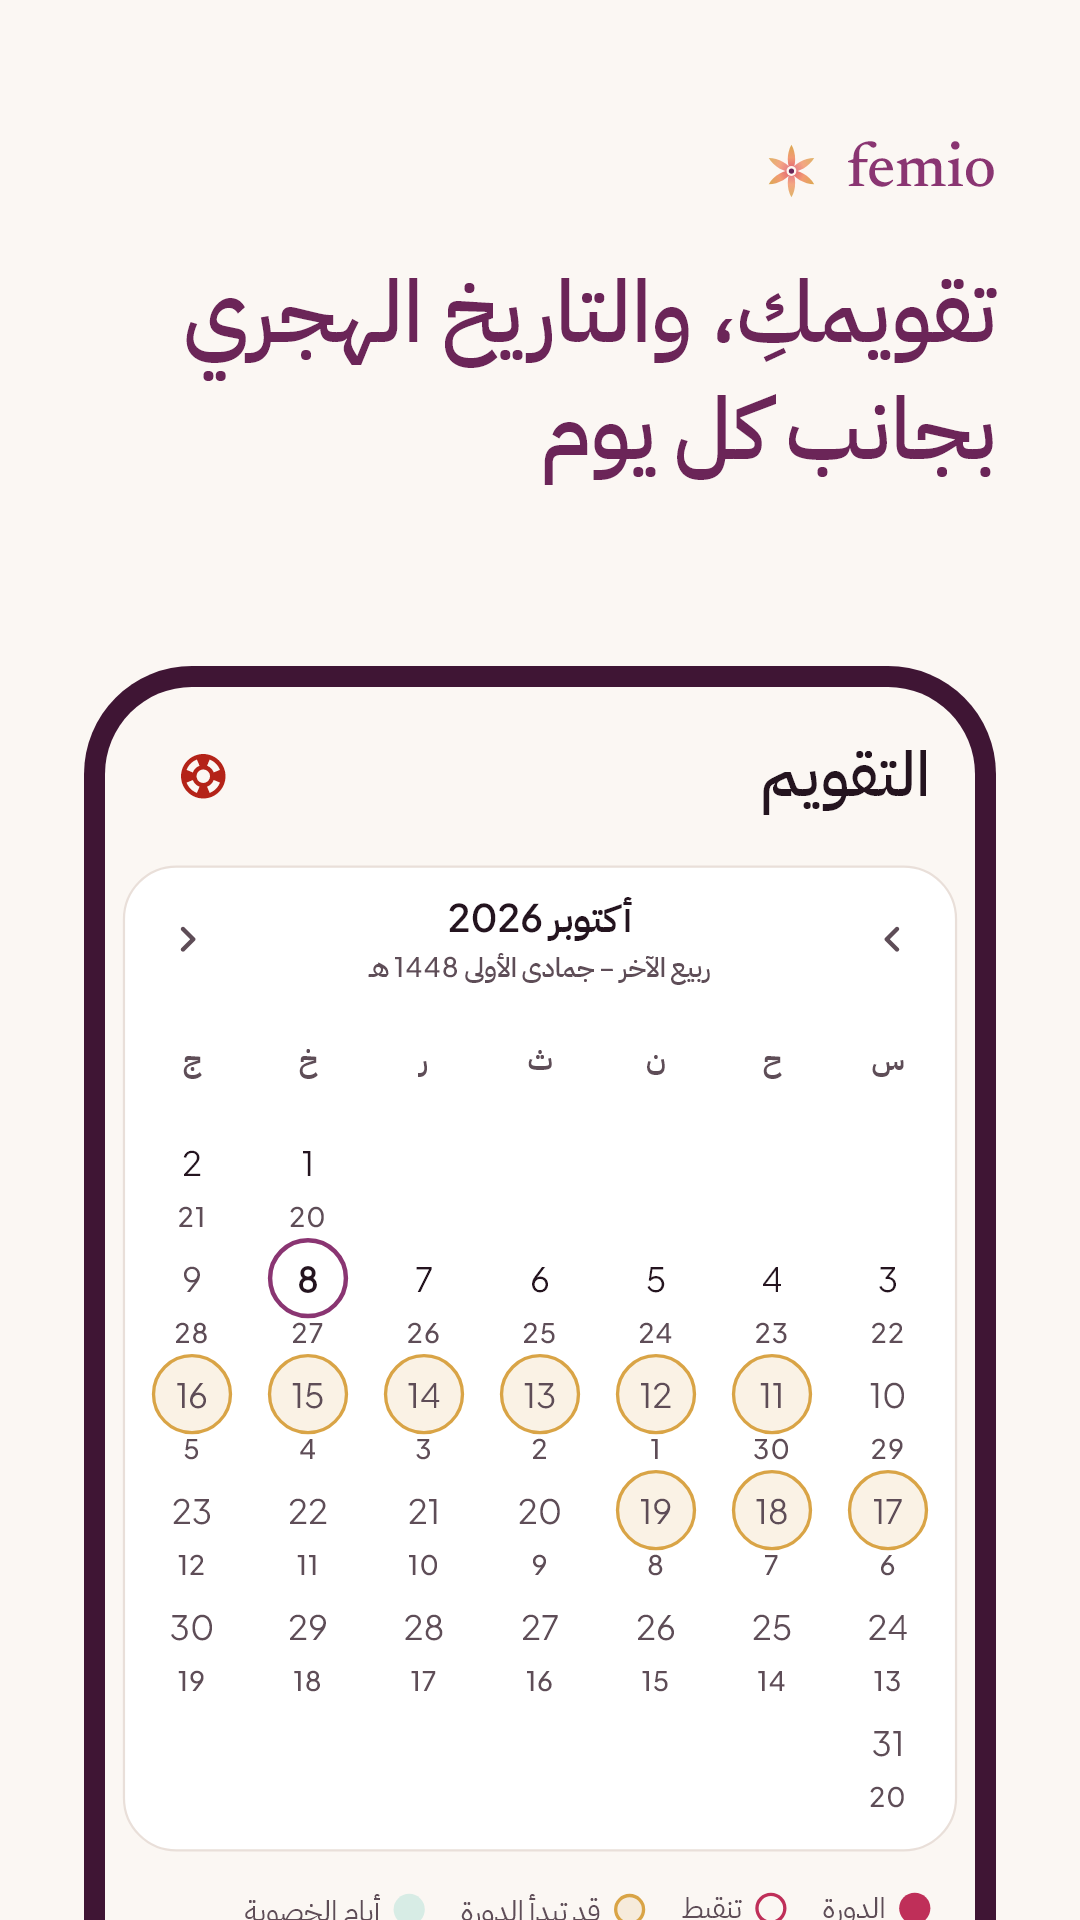 femio
تقويمكِ، والتاريخ الهجري
بجانب كل يوم
التقويم
أكتوبر 2026
ربيع الآخر – جمادى الأولى 1448 هـ
س ح ن ث ر خ ج
1 2
20 21
3 4 5 6 7 8 9
22 23 24 25 26 27 28
10 11 12 13 14 15 16
29 30 1 2 3 4 5
17 18 19 20 21 22 23
6 7 8 9 10 11 12
24 25 26 27 28 29 30
13 14 15 16 17 18 19
31
20
الدورة تنقيط قد تبدأ الدورة أيام الخصوبة